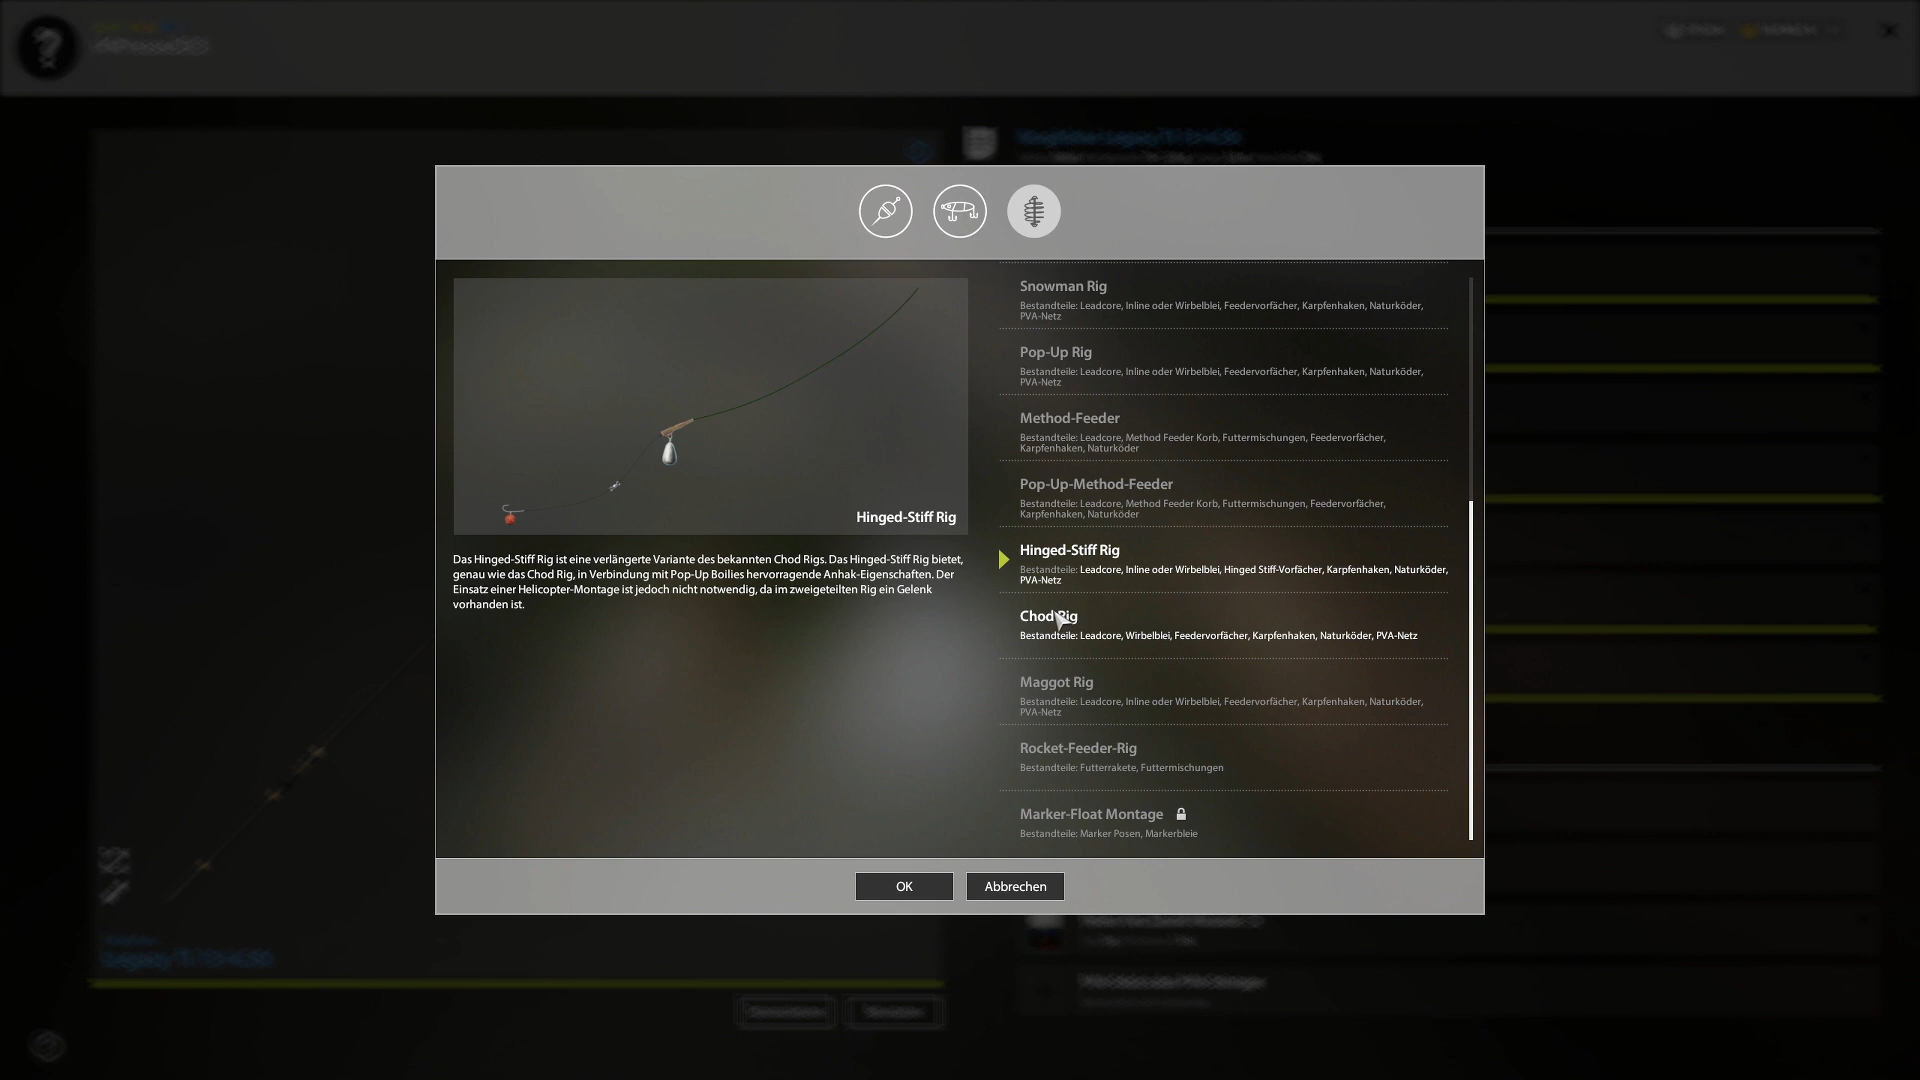 Hinged-Stiff Rig
Das Hinged-Stiff Rig ist eine verlängerte Variante des bekannten Chod Rigs. Das Hinged-Stiff Rig bietet,
genau wie das Chod Rig, in Verbindung mit Pop-Up Boilies hervorragende Anhak-Eigenschaften. Der
Einsatz einer Helicopter-Montage ist jedoch nicht notwendig, da im zweigeteilten Rig ein Gelenk
vorhanden ist.
Snowman Rig
Bestandteile: Leadcore, Inline oder Wirbelblei, Feedervorfächer, Karpfenhaken, Naturköder,
PVA-Netz
Pop-Up Rig
Bestandteile: Leadcore, Inline oder Wirbelblei, Feedervorfächer, Karpfenhaken, Naturköder,
PVA-Netz
Method-Feeder
Bestandteile: Leadcore, Method Feeder Korb, Futtermischungen, Feedervorfächer,
Karpfenhaken, Naturköder
Pop-Up-Method-Feeder
Bestandteile: Leadcore, Method Feeder Korb, Futtermischungen, Feedervorfächer,
Karpfenhaken, Naturköder
Hinged-Stiff Rig
Bestandteile: Leadcore, Inline oder Wirbelblei, Hinged Stiff-Vorfächer, Karpfenhaken, Naturköder,
PVA-Netz
Chod Rig
Bestandteile: Leadcore, Wirbelblei, Feedervorfächer, Karpfenhaken, Naturköder, PVA-Netz
Maggot Rig
Bestandteile: Leadcore, Inline oder Wirbelblei, Feedervorfächer, Karpfenhaken, Naturköder,
PVA-Netz
Rocket-Feeder-Rig
Bestandteile: Futterrakete, Futtermischungen
Marker-Float Montage
Bestandteile: Marker Posen, Markerbleie
OK
Abbrechen